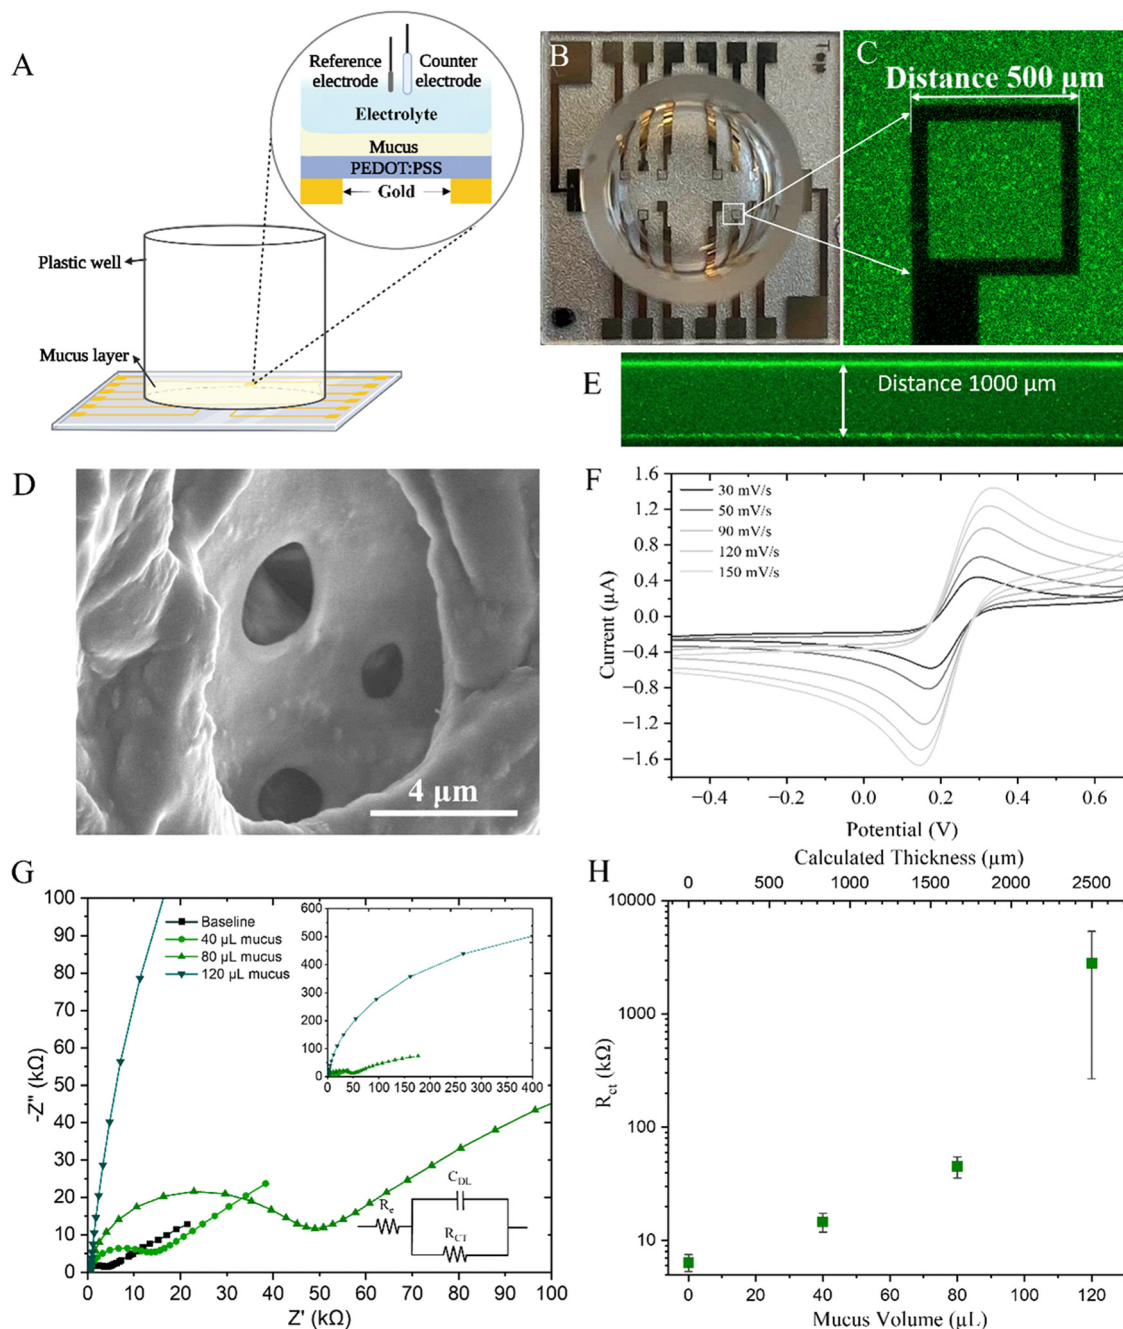 A
Reference
electrode
Counter
electrode
Electrolyte
Mucus
PEDOT:PSS
Gold
Plastic well
Mucus layer
B
Top
C
Distance 500 µm
E
Distance 1000 µm
D
4 µm
F
1.6
1.2
0.8
0.4
0.0
−0.4
−0.8
−1.2
−1.6
Current (µA)
30 mV/s
50 mV/s
90 mV/s
120 mV/s
150 mV/s
−0.4 −0.2 0.0 0.2 0.4 0.6
Potential (V)
G
100
90
80
70
60
50
40
30
20
10
0
-Z'' (kΩ)
Baseline
40 µL mucus
80 µL mucus
120 µL mucus
600
500
400
300
200
100
0
0 50 100 150 200 250 300 350 400
R_e
C_DL
R_CT
0 10 20 30 40 50 60 70 80 90 100
Z' (kΩ)
H
Calculated Thickness (µm)
0 500 1000 1500 2000 2500
10000
1000
100
10
R_ct (kΩ)
0 20 40 60 80 100 120
Mucus Volume (µL)